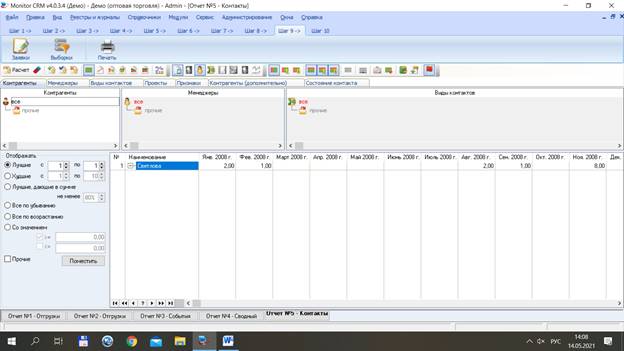 Monitor CRM v4.0.3.4 (Демо) - Демо (оптовая торговля) - Admin - [Отчет №5 - Контакты]
Файл Правка Вид Реестры и журналы Справочники Модули Сервис Администрирование Окна Справка
Шаг 1 -> Шаг 2 -> Шаг 3 -> Шаг 4 -> Шаг 5 -> Шаг 6 -> Шаг 7 -> Шаг 8 -> Шаг 9 -> Шаг 10
Заявки Выборки Печать
Расчет
Контрагенты Менеджеры Виды контактов Проекты Признаки Контрагенты (дополнительно) Состояние контакта
Контрагенты Менеджеры Виды контактов
все все все
прочие прочие прочие
Отображать
Лучшие с 1 по 1
Худшие с 1 по 10
Лучшие, дающие в сумме
не менее 80%
Все по убыванию
Все по возрастанию
Со значением
>= 0,00
<= 0,00
Прочие Поместить
№ Наименование Янв. 2008 г. Фев. 2008 г. Март 2008 г. Апр. 2008 г. Май 2008 г. Июнь 2008 г. Июль 2008 г. Авг. 2008 г. Сен. 2008 г. Окт. 2008 г. Ноя. 2008 г. Дек.
1 Светлова 2,00 1,00 2,00 1,00 8,00
Отчет №1 - Отгрузки Отчет №2 - Отгрузки Отчет №3 - События Отчет №4 - Сводный Отчет №5 - Контакты
РУС
14:08
14.05.2021